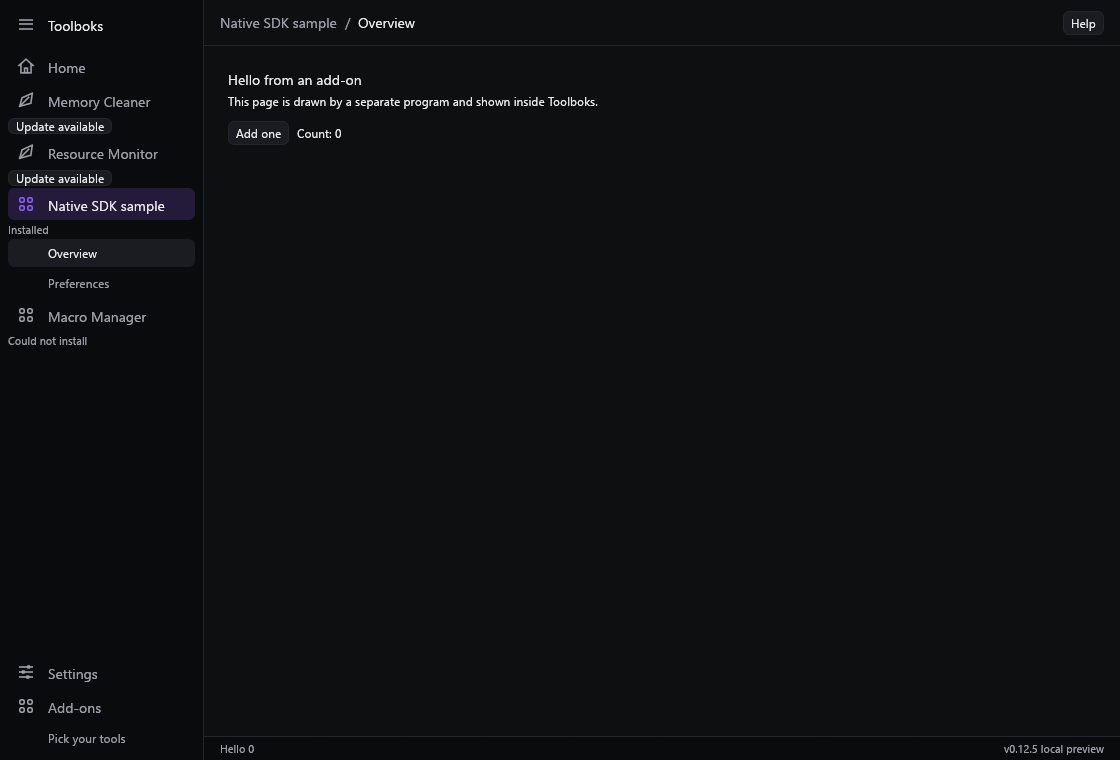 Toolboks
Home
Memory Cleaner
Update available
Resource Monitor
Update available
Native SDK sample
Installed
Overview
Preferences
Macro Manager
Could not install
Settings
Add-ons
Pick your tools
Native SDK sample / Overview
Help
Hello from an add-on
This page is drawn by a separate program and shown inside Toolboks.
Add one Count: 0
Hello 0
v0.12.5 local preview